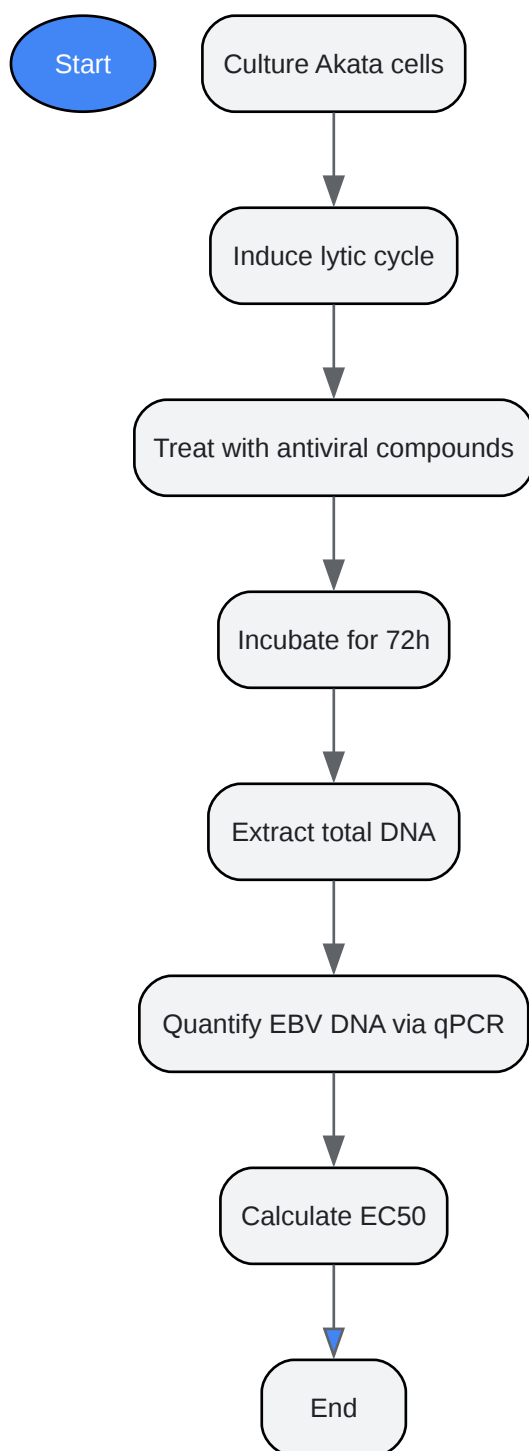 Start
Culture Akata cells
Induce lytic cycle
Treat with antiviral compounds
Incubate for 72h
Extract total DNA
Quantify EBV DNA via qPCR
Calculate EC50
End